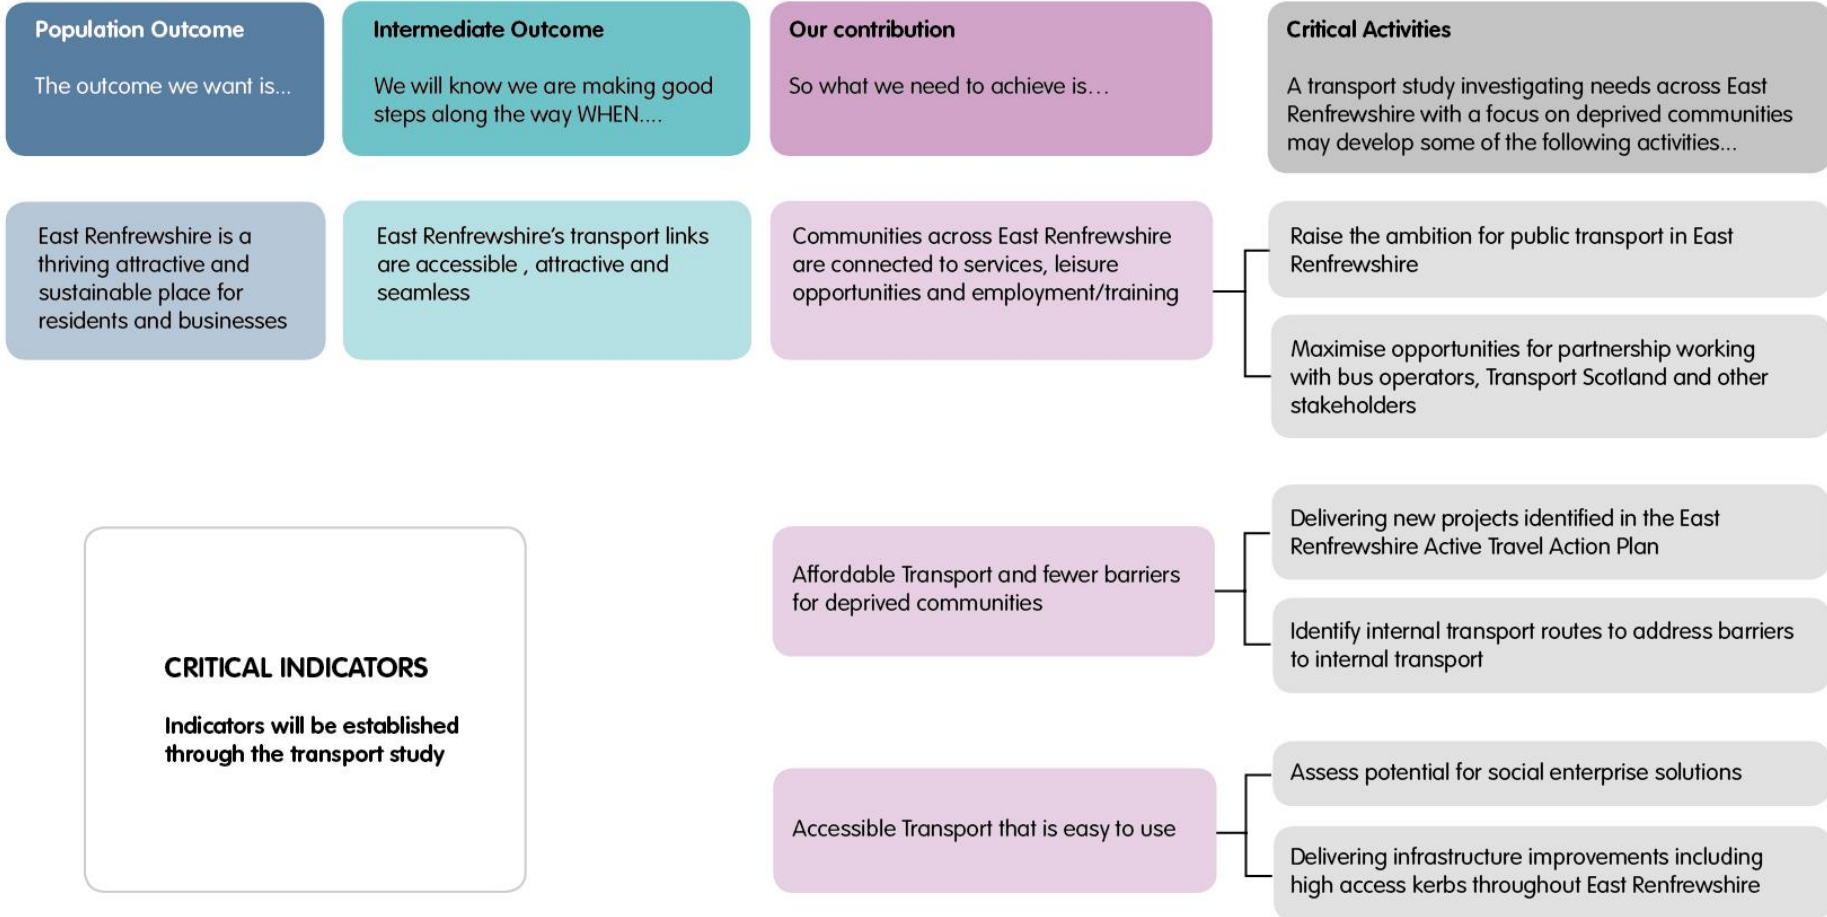 Population Outcome
The outcome we want is...
Intermediate Outcome
We will know we are making good
steps along the way WHEN....
Our contribution
So what we need to achieve is...
Critical Activities
A transport study investigating needs across East
Renfrewshire with a focus on deprived communities
may develop some of the following activities...
East Renfrewshire is a
thriving attractive and
sustainable place for
residents and businesses
East Renfrewshire's transport links
are accessible , attractive and
seamless
Communities across East Renfrewshire
are connected to services, leisure
opportunities and employment/training
Raise the ambition for public transport in East
Renfrewshire
Maximise opportunities for partnership working
with bus operators, Transport Scotland and other
stakeholders
CRITICAL INDICATORS
Indicators will be established
through the transport study
Affordable Transport and fewer barriers
for deprived communities
Delivering new projects identified in the East
Renfrewshire Active Travel Action Plan
Identify internal transport routes to address barriers
to internal transport
Accessible Transport that is easy to use
Assess potential for social enterprise solutions
Delivering infrastructure improvements including
high access kerbs throughout East Renfrewshire